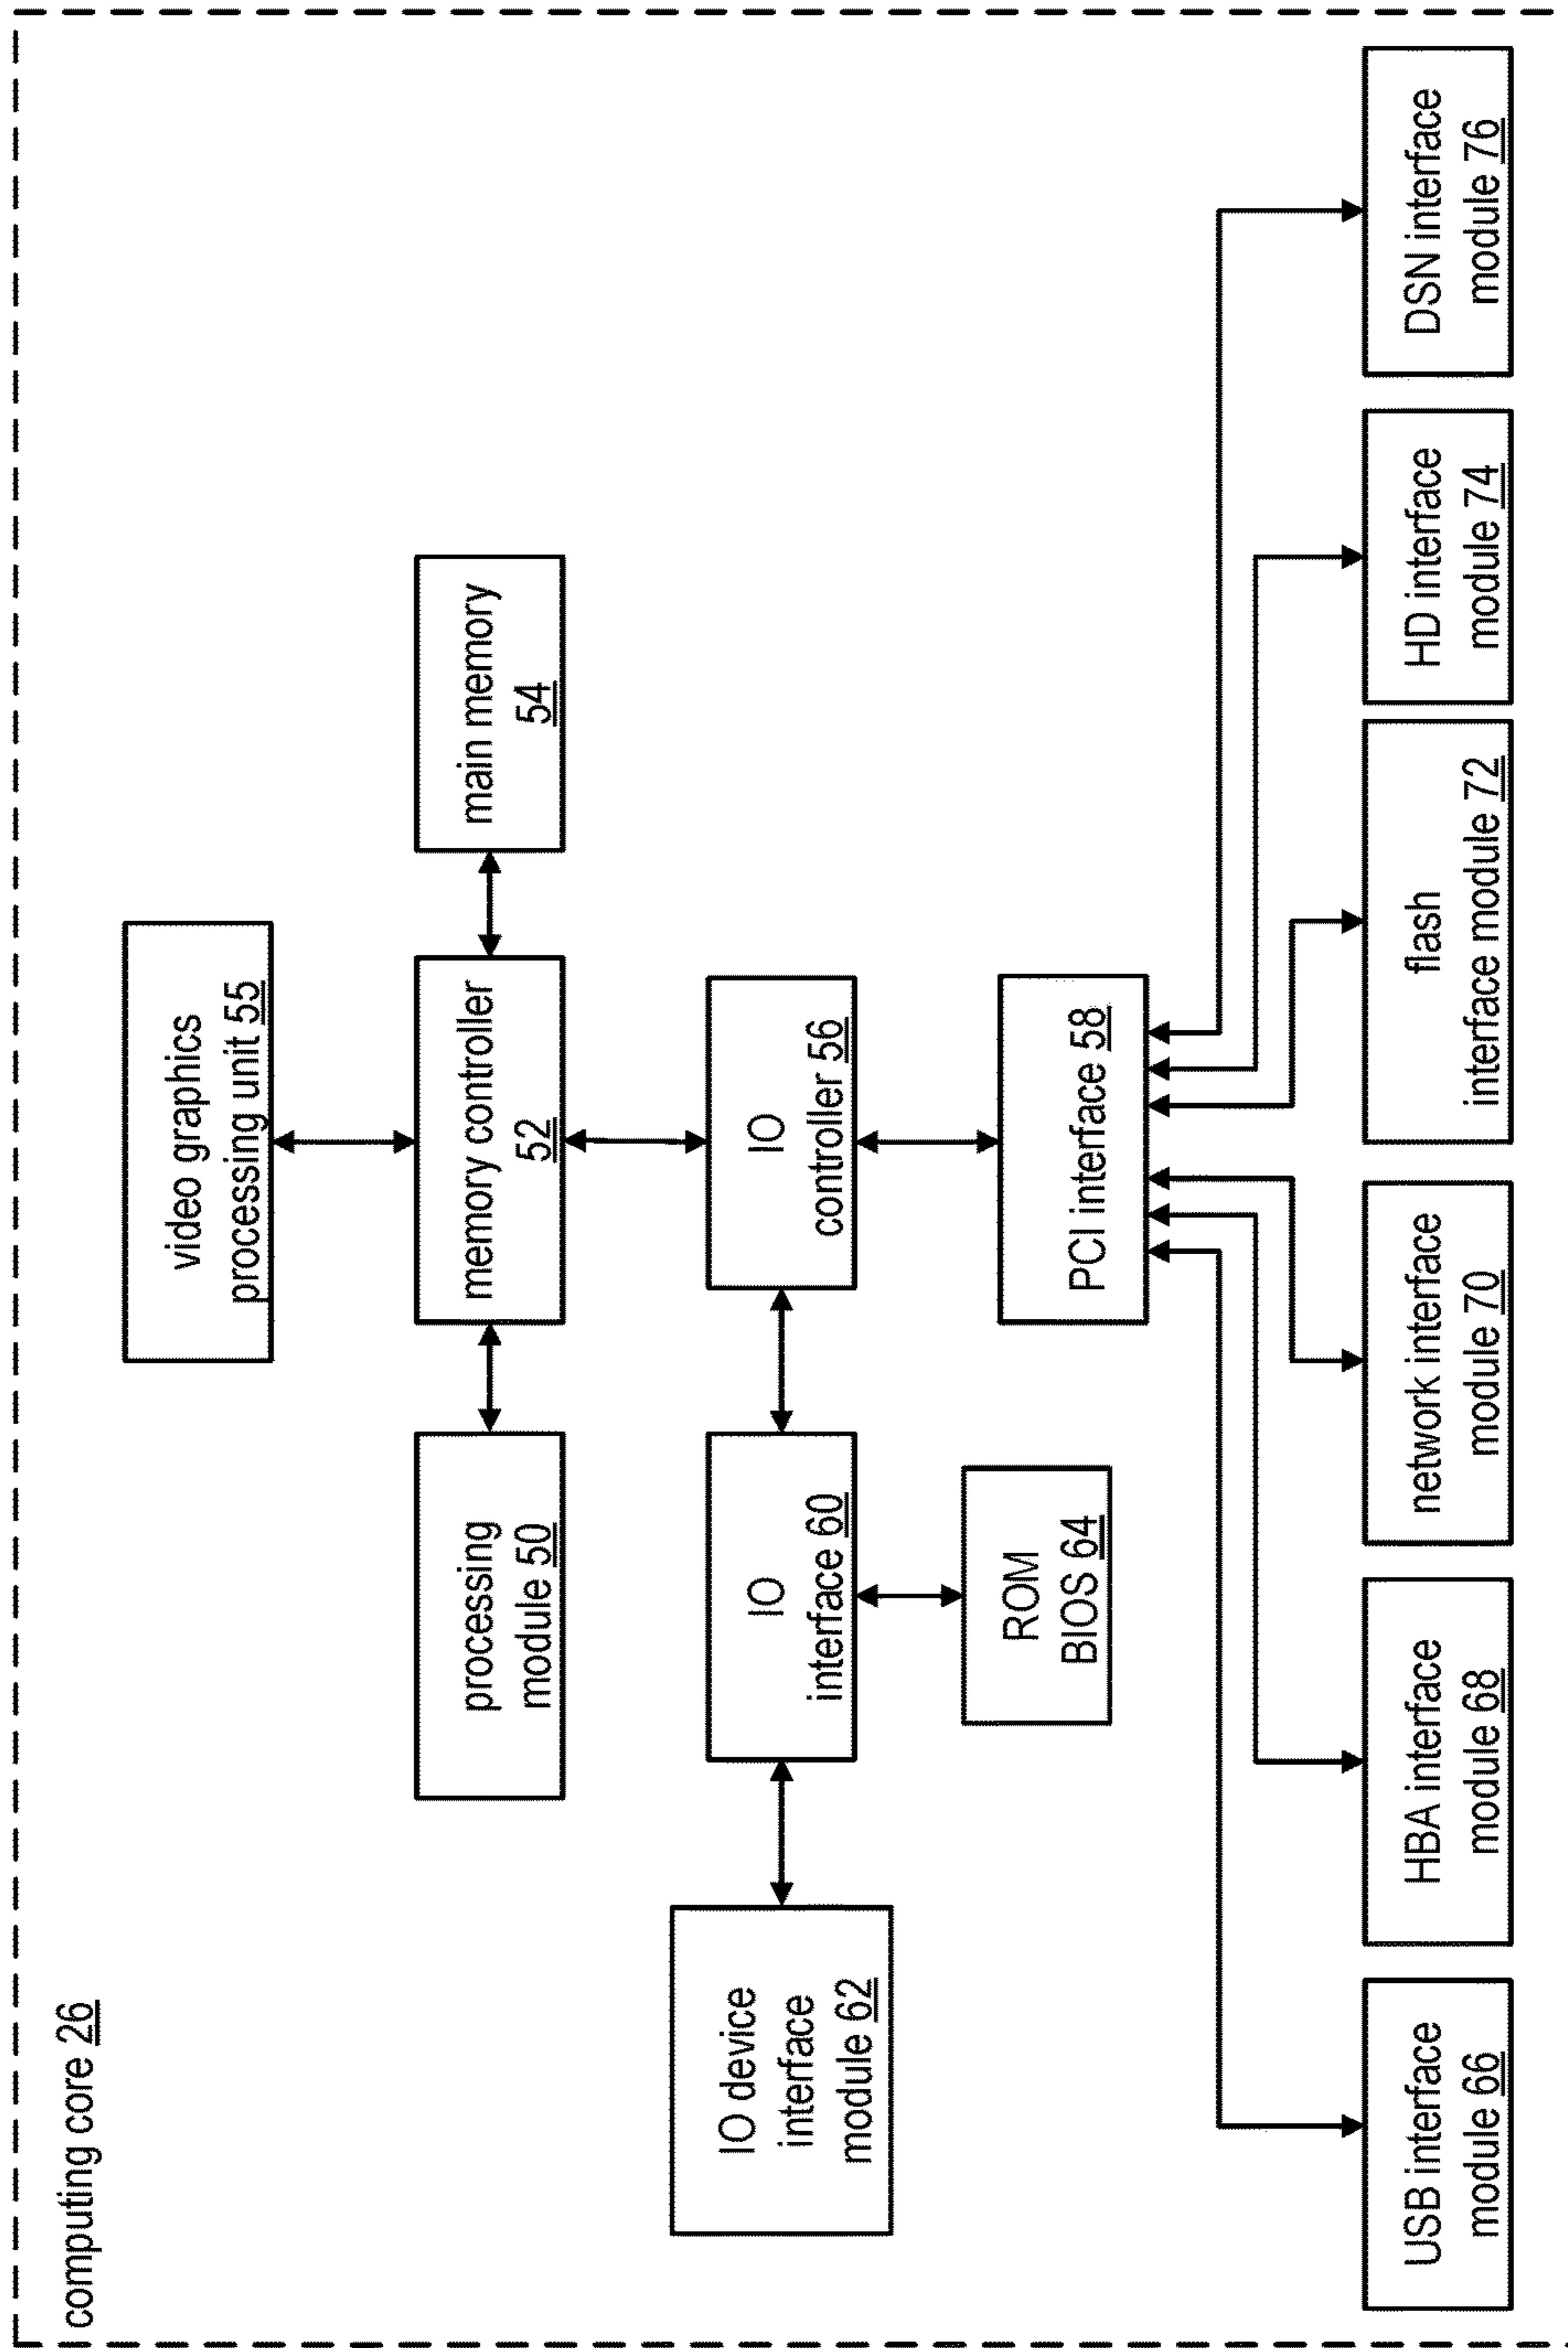 computing core 26
video graphics
processing unit 55
processing
module 50
memory controller
52
main memory
54
IO device
interface
module 62
IO
interface 60
IO
controller 56
ROM
BIOS 64
PCI interface 58
USB interface
module 66
HBA interface
module 68
network interface
module 70
flash
interface module 72
HD interface
module 74
DSN interface
module 76